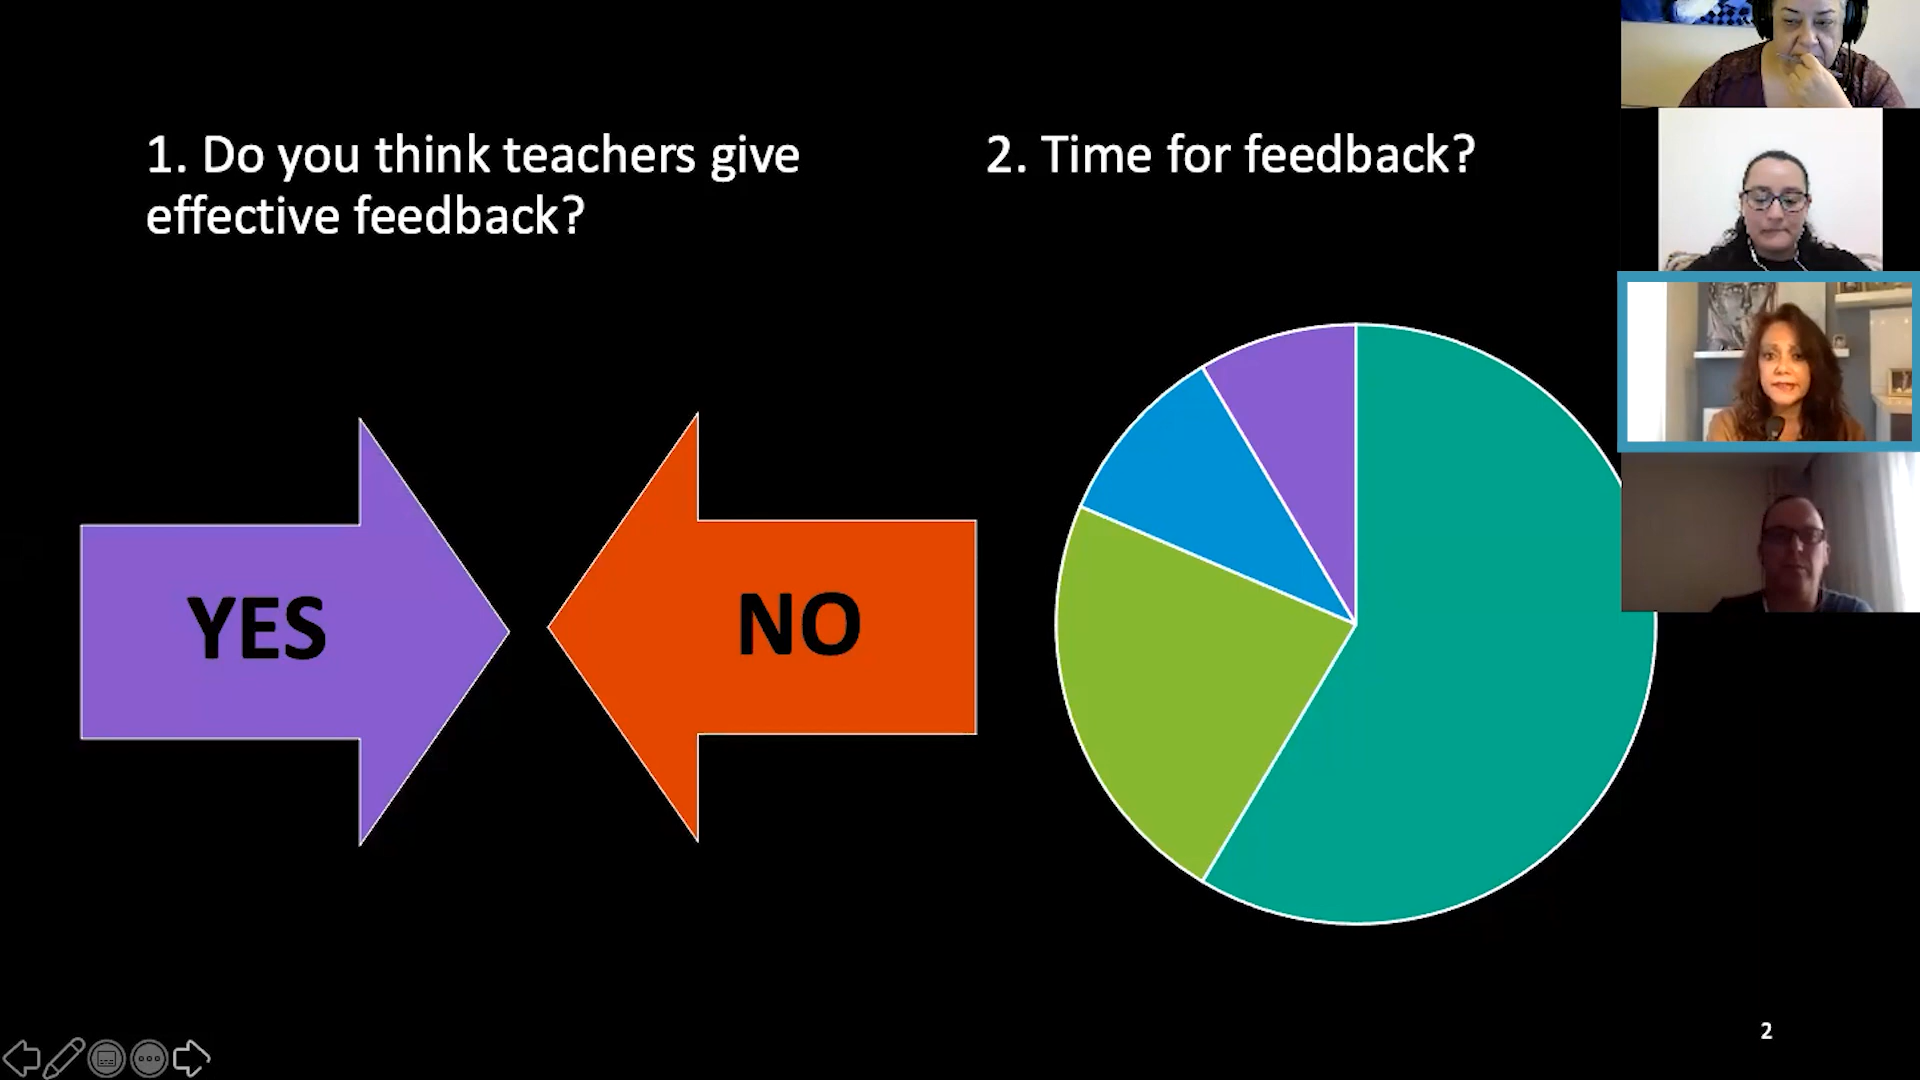 1. Do you think teachers give
effective feedback?
2. Time for feedback?
YES
NO
2